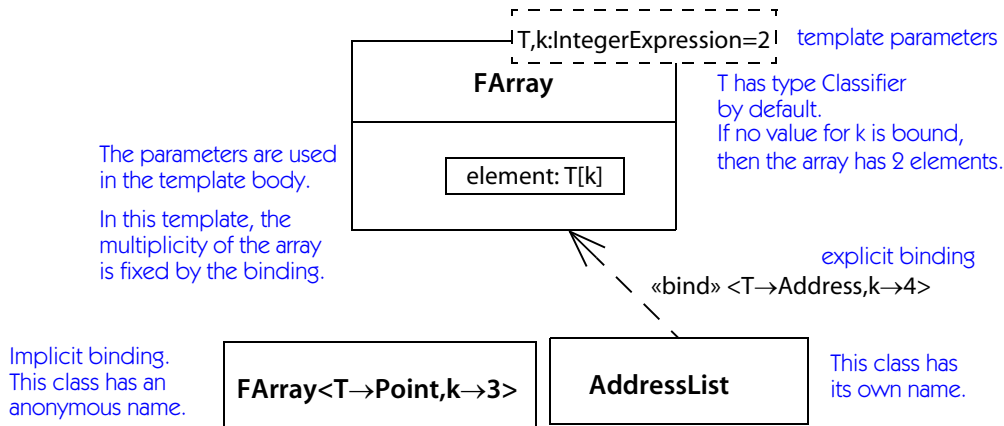 T,k:IntegerExpression=2
template parameters
FArray
T has type Classifier
by default.
If no value for k is bound,
then the array has 2 elements.
The parameters are used
in the template body.
element: T[k]
In this template, the
multiplicity of the array
is fixed by the binding.
explicit binding
«bind» <T→Address,k→4>
Implicit binding.
This class has an
anonymous name.
FArray<T→Point,k→3>
AddressList
This class has
its own name.